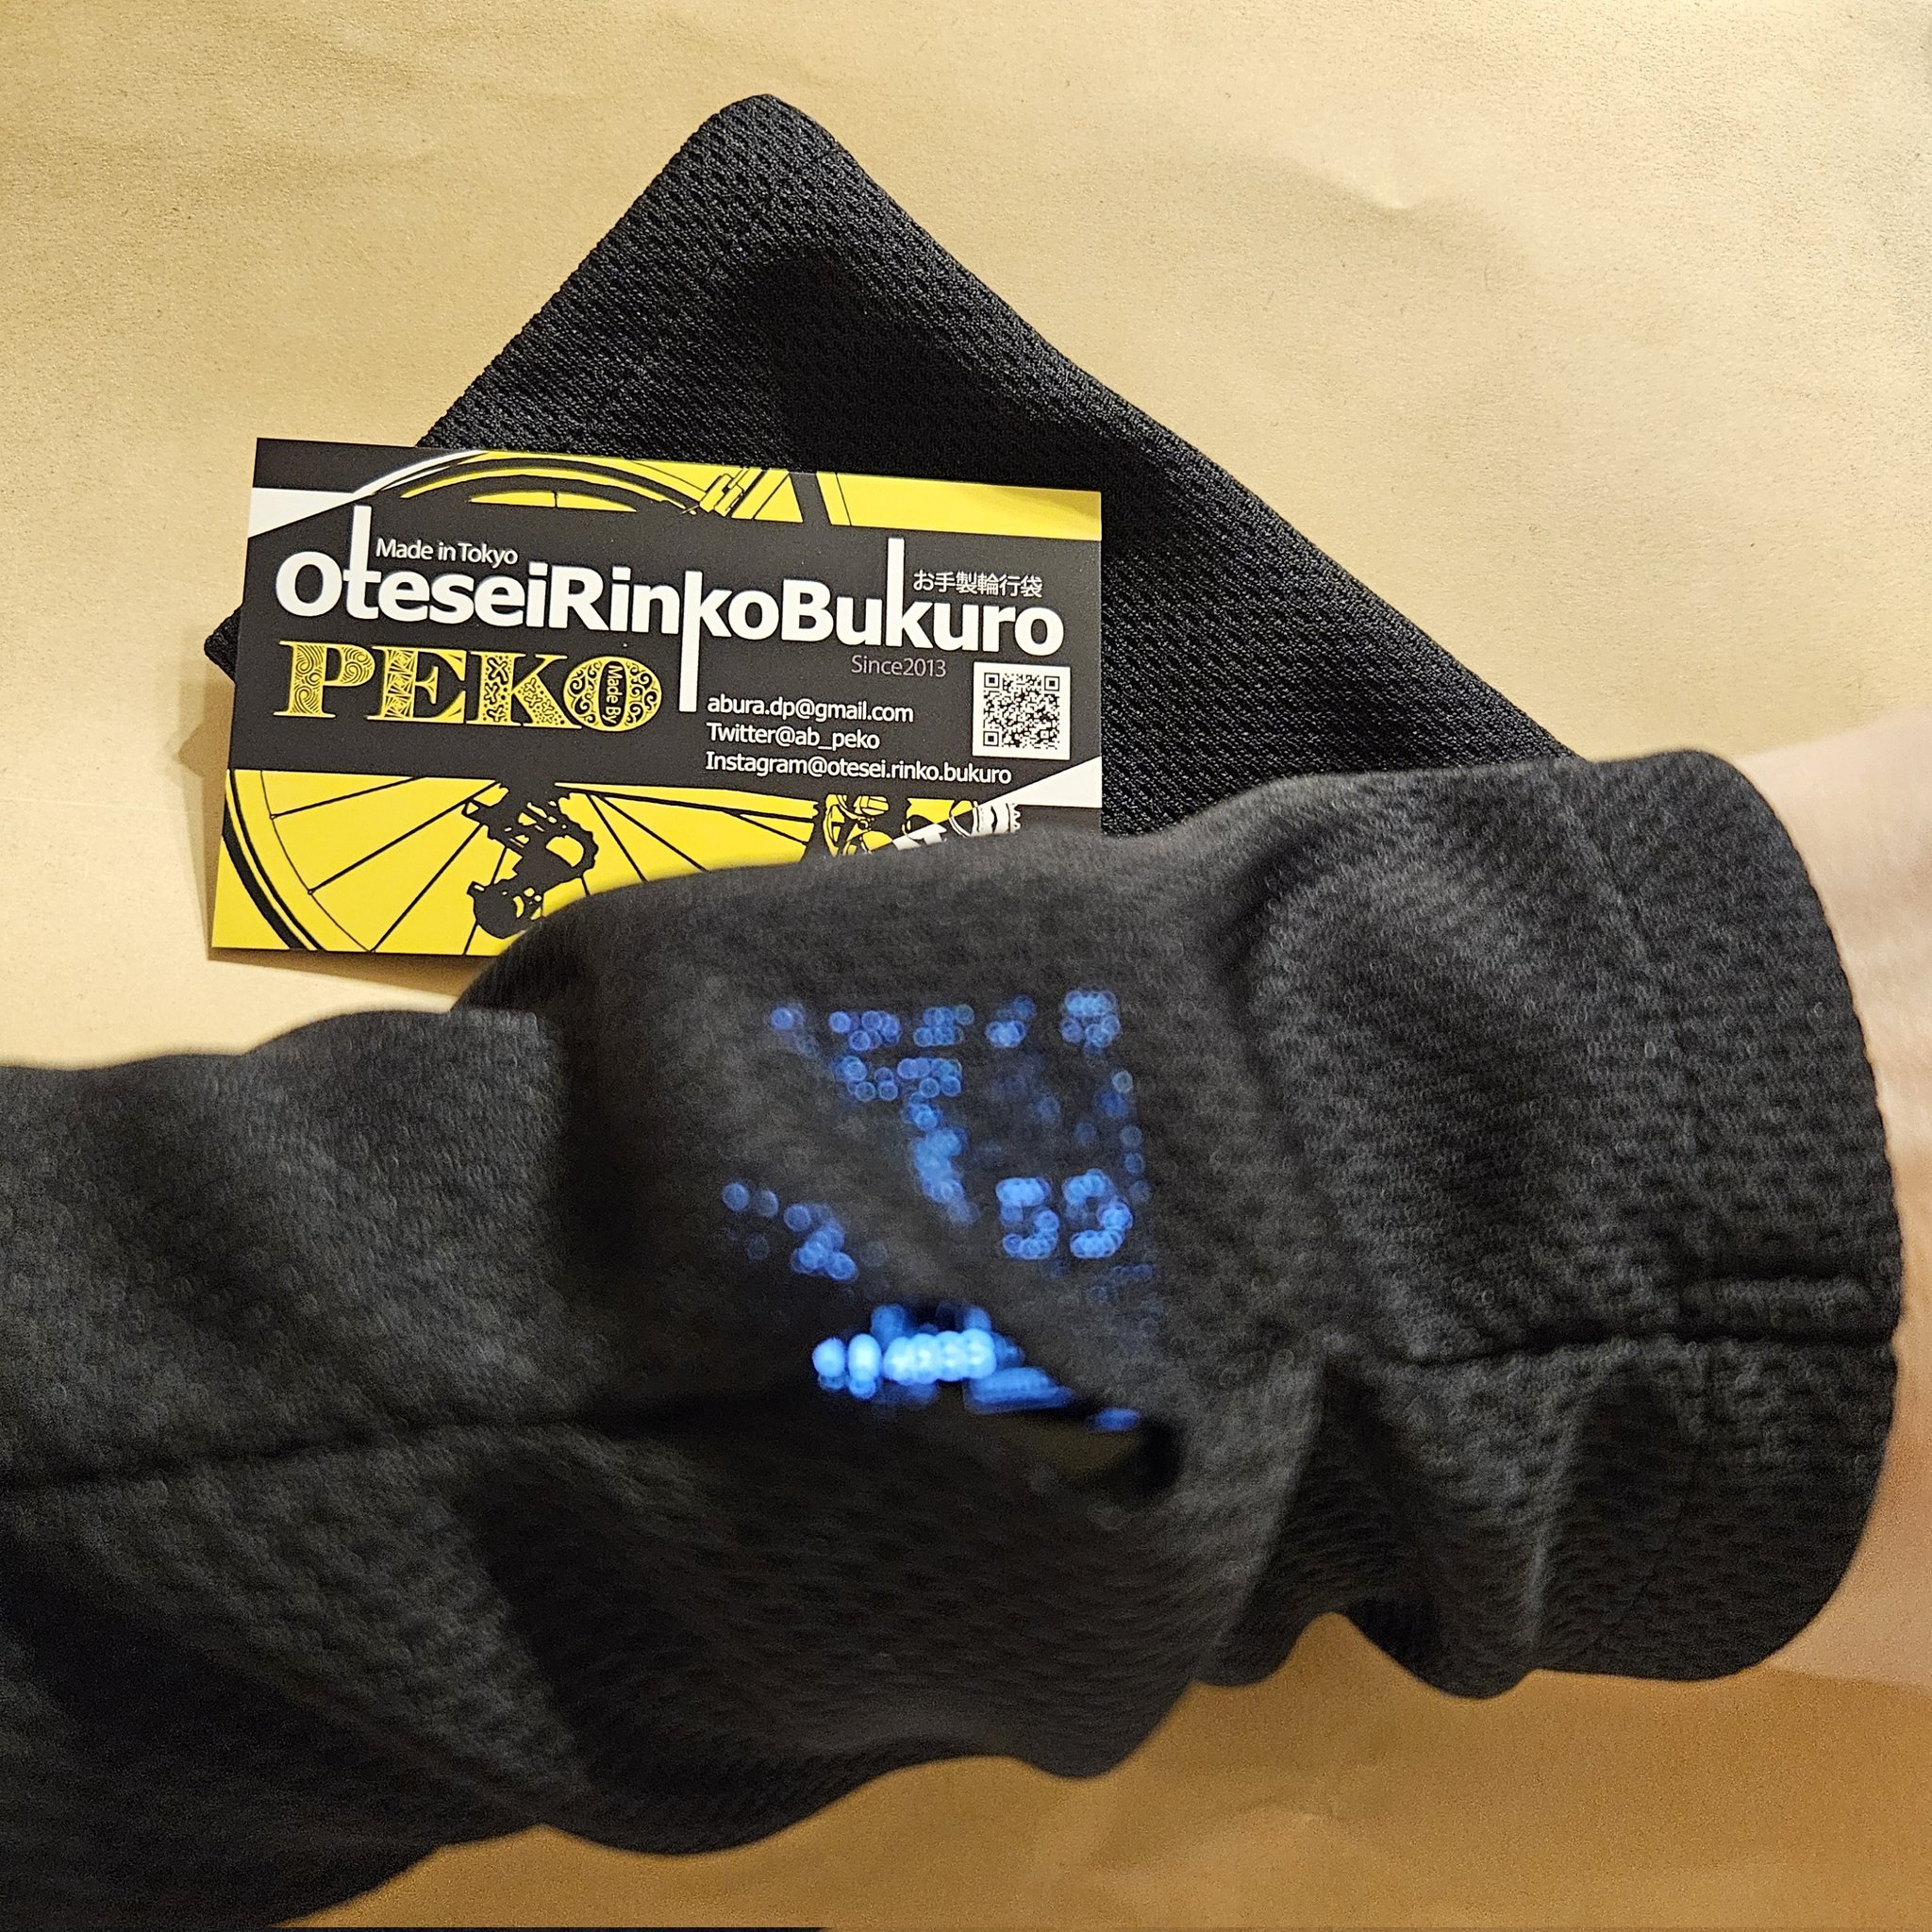 Made in Tokyo
oteseiRinkoBukuro
お手製輪行袋
Since2013
PEKO
Made By
abura.dp@gmail.com
Twitter@ab_peko
Instagram@otesei.rinko.bukuro
59